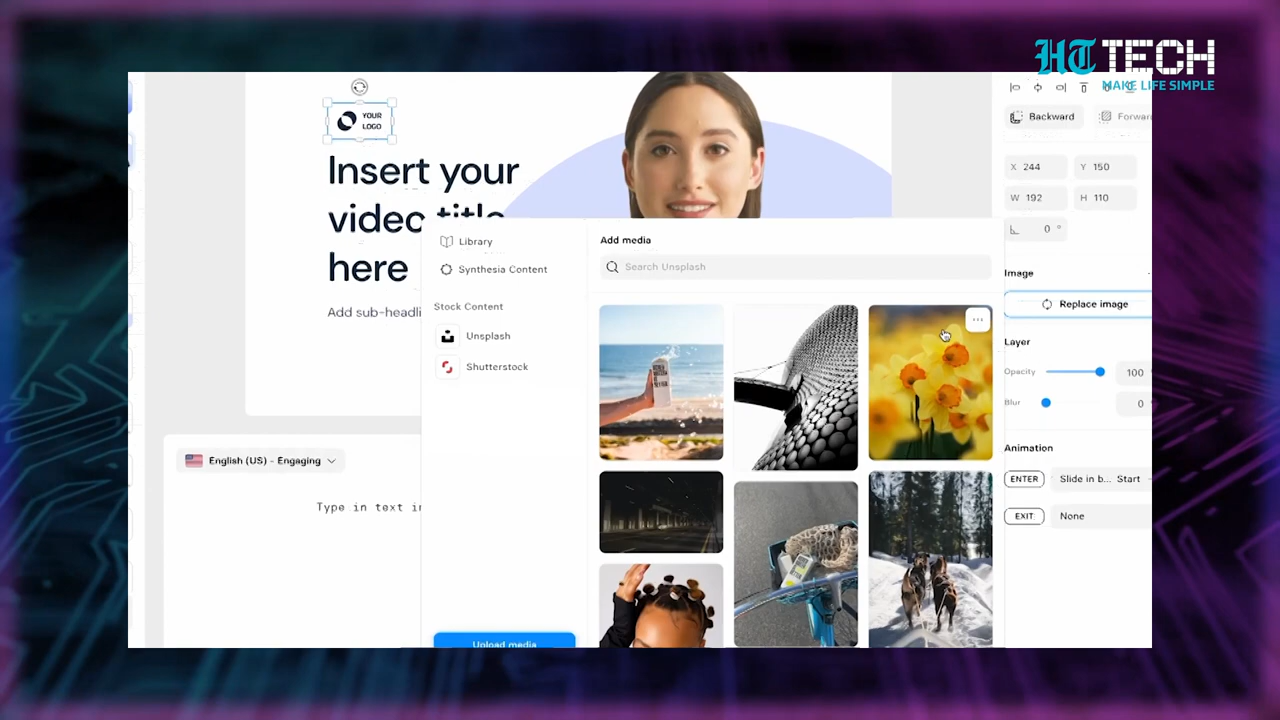 HT TECH
MAKE LIFE SIMPLE
YOUR
LOGO
Insert your
video title
here
Add sub-headli
English (US) - Engaging
Type in text i
Library
Synthesia Content
Stock Content
Unsplash
Shutterstock
Upload media
Add media
Search Unsplash
Backward
Forwar
X 244
Y 150
W 192
H 110
0 °
Image
Replace image
Layer
Opacity
100
Blur
0
Animation
ENTER
Slide in b... Start
EXIT:
None